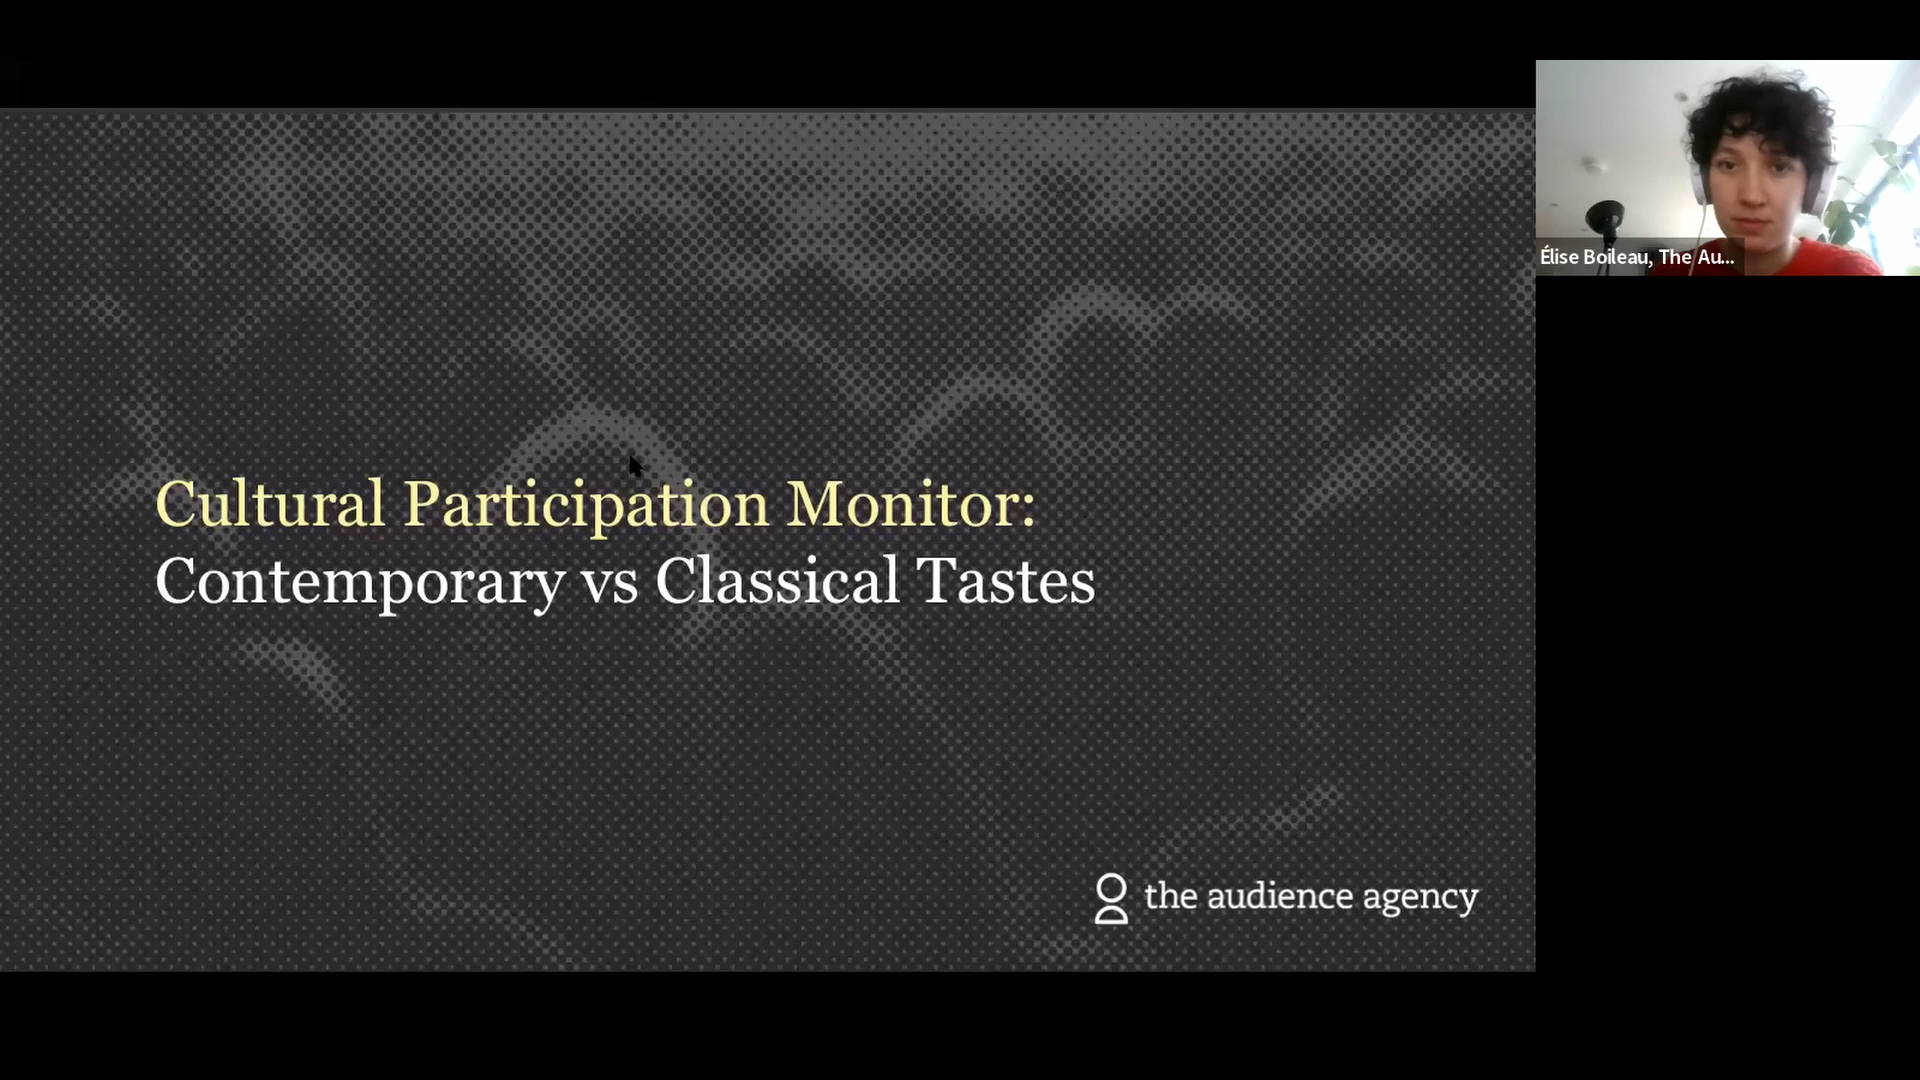 Cultural Participation Monitor:
Contemporary vs Classical Tastes
the audience agency
Élise Boileau, The Au...